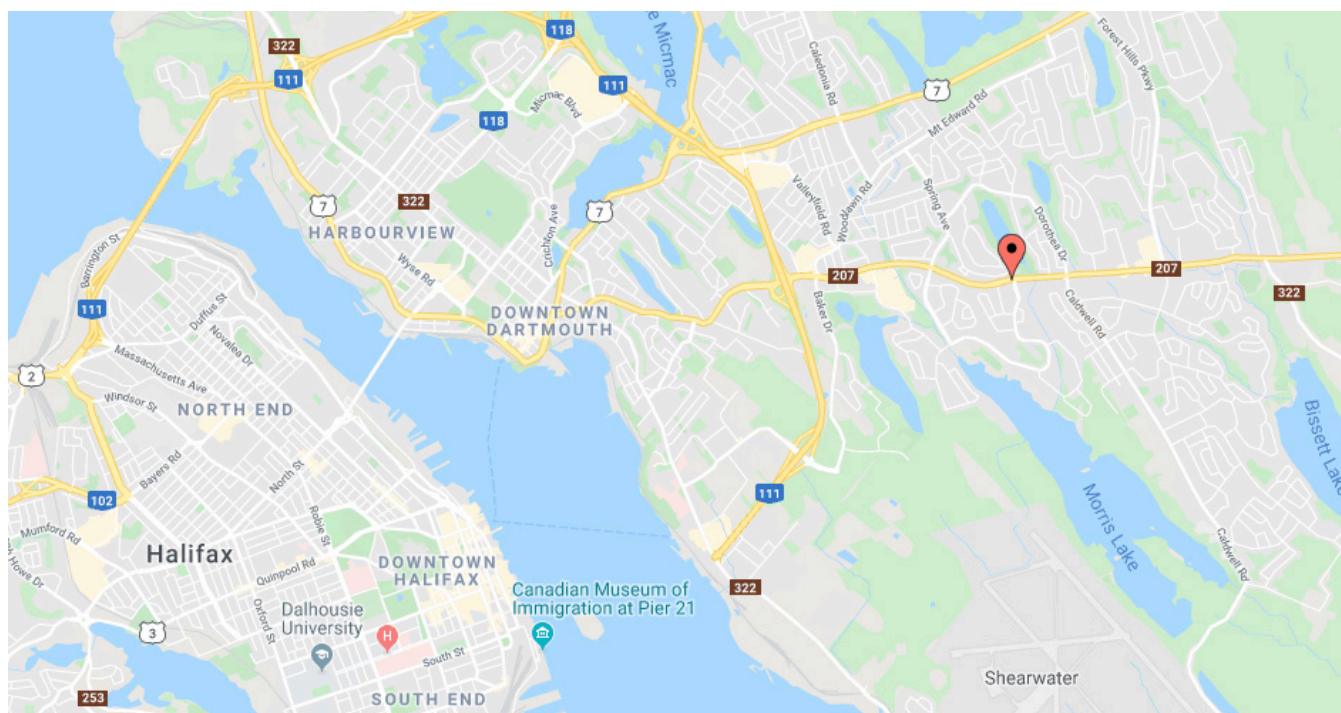 322
118
111
118
Micmac Blvd
111
e Micmac
Caledonia Rd
7
Mt Edward Rd
Forest Hills Pkwy
322
7
HARBOURVIEW
Wyse Rd
Crichton Ave
7
Valleyfield Rd
Woodlawn Rd
Spring Ave
Dorothea Dr
207
207
322
Barrington St
111
Duffus St
Novalea Dr
Massachusetts Ave
2
Windsor St
NORTH END
DOWNTOWN
DARTMOUTH
Baker Dr
Caldwell Rd
Bissett Lake
Bayers Rd
North St
102
Mumford Rd
Robie St
111
Morris Lake
Caldwell Rd
Halifax
k Howe Dr
Quinpool Rd
DOWNTOWN
HALIFAX
Oxford St
Canadian Museum of
Immigration at Pier 21
322
3
Dalhousie
University
H
South St
Shearwater
253
SOUTH END